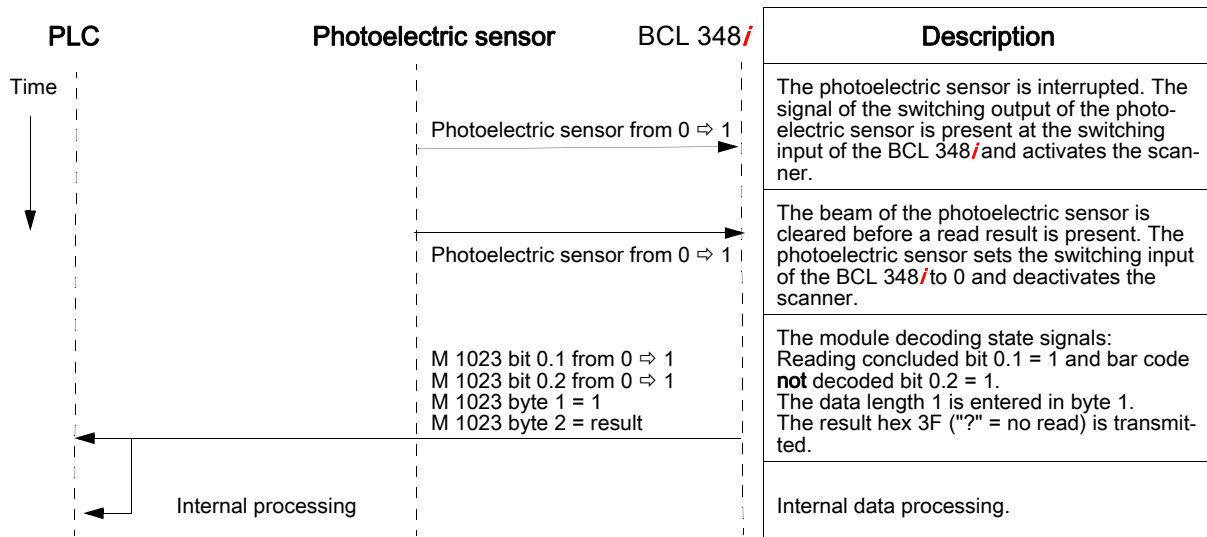 PLC
Photoelectric sensor
BCL 348i
Description
Time
Photoelectric sensor from 0 ⇨ 1
The photoelectric sensor is interrupted. The
signal of the switching output of the photo-
electric sensor is present at the switching
input of the BCL 348i and activates the scan-
ner.
Photoelectric sensor from 0 ⇨ 1
The beam of the photoelectric sensor is
cleared before a read result is present. The
photoelectric sensor sets the switching input
of the BCL 348i to 0 and deactivates the
scanner.
M 1023 bit 0.1 from 0 ⇨ 1
M 1023 bit 0.2 from 0 ⇨ 1
M 1023 byte 1 = 1
M 1023 byte 2 = result
The module decoding state signals:
Reading concluded bit 0.1 = 1 and bar code
not decoded bit 0.2 = 1.
The data length 1 is entered in byte 1.
The result hex 3F ("?" = no read) is transmit-
ted.
Internal processing
Internal data processing.